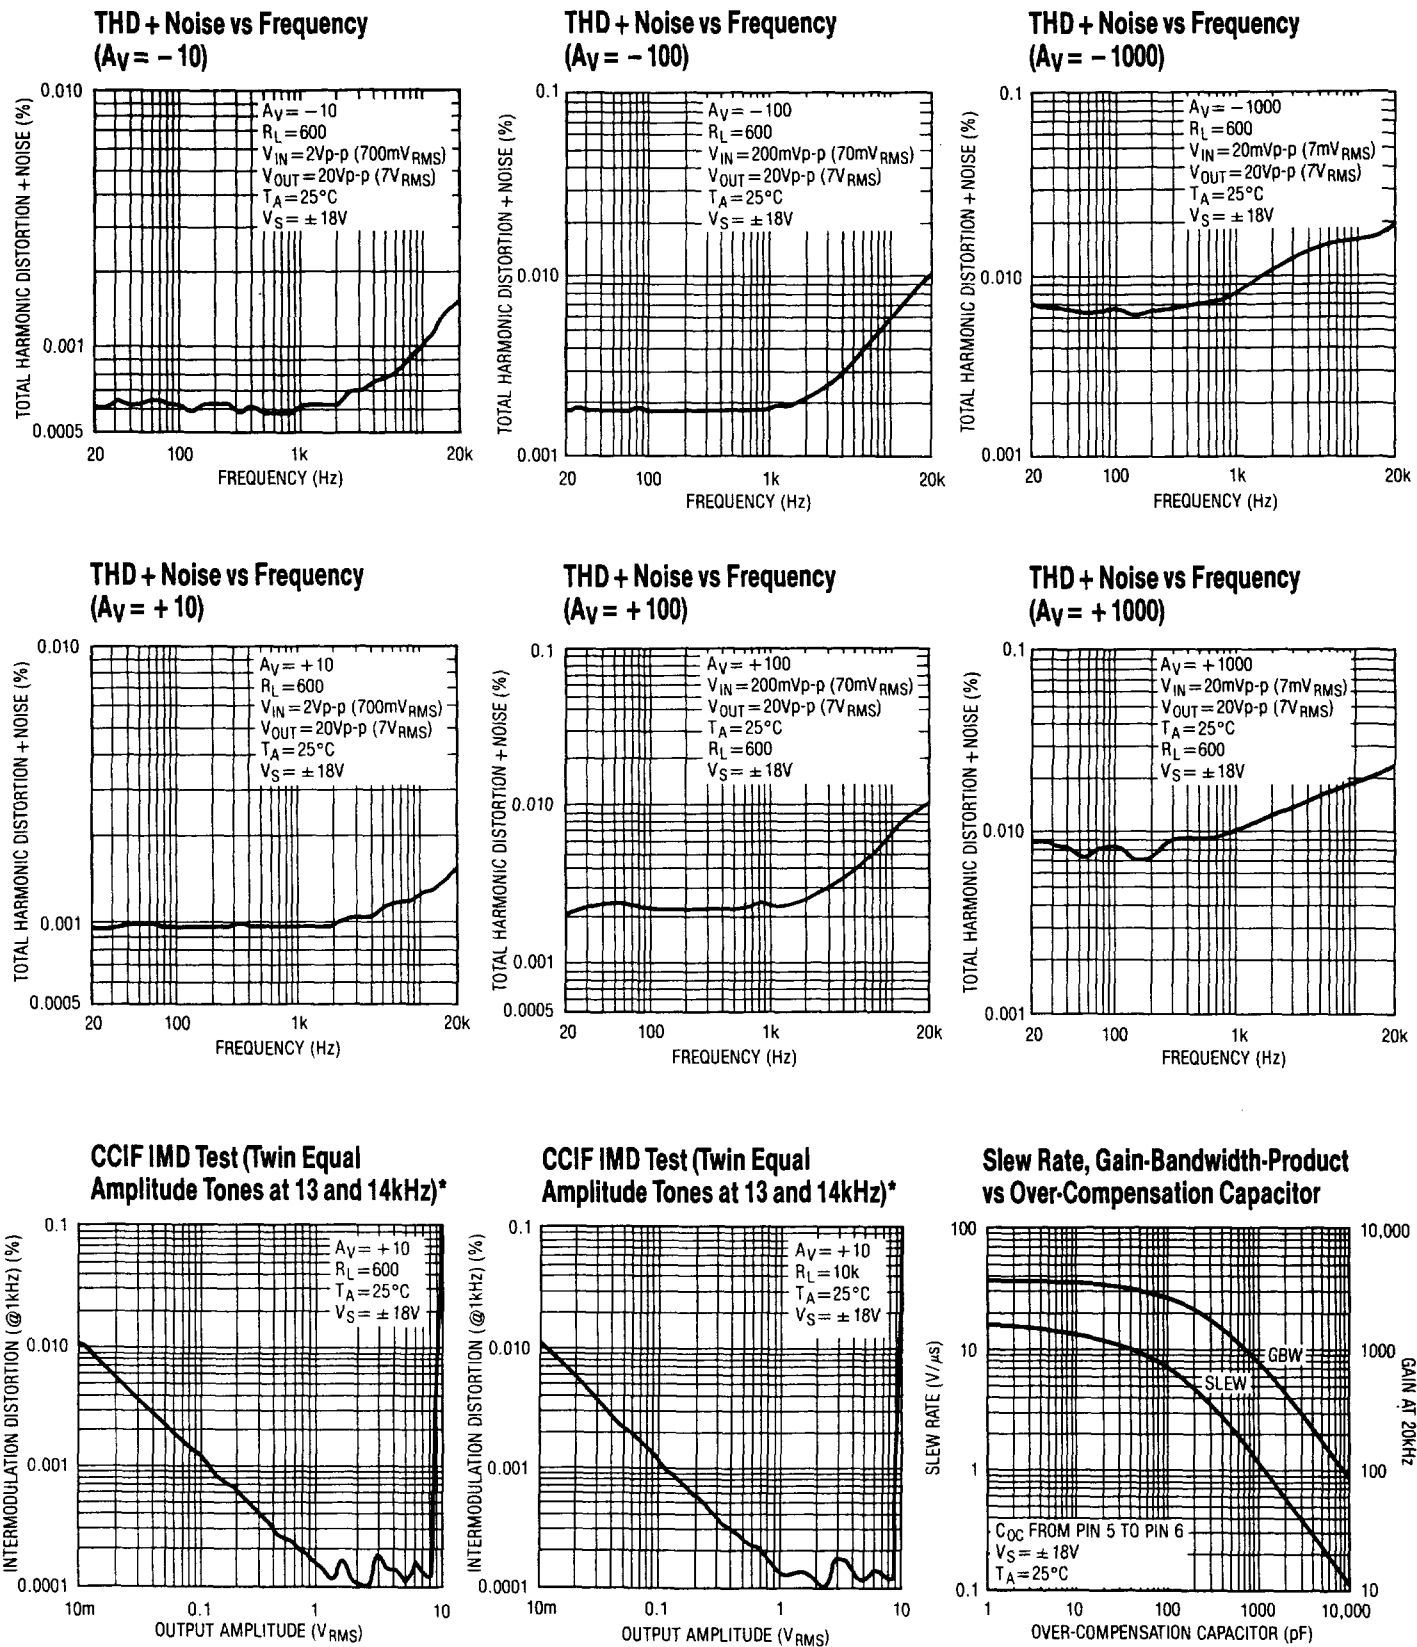 THD + Noise vs Frequency
(AV = – 10)
TOTAL HARMONIC DISTORTION + NOISE (%)
0.010
0.001
0.0005
AV = –10
RL = 600
VIN = 2Vp-p (700mVRMS)
VOUT = 20Vp-p (7VRMS)
TA = 25°C
VS = ± 18V
20
100
1k
20k
FREQUENCY (Hz)
THD + Noise vs Frequency
(AV = – 100)
TOTAL HARMONIC DISTORTION + NOISE (%)
0.1
0.010
0.001
AV = –100
RL = 600
VIN = 200mVp-p (70mVRMS)
VOUT = 20Vp-p (7VRMS)
TA = 25°C
VS = ± 18V
20
100
1k
20k
FREQUENCY (Hz)
THD + Noise vs Frequency
(AV = – 1000)
TOTAL HARMONIC DISTORTION + NOISE (%)
0.1
0.010
0.001
AV = –1000
RL = 600
VIN = 20mVp-p (7mVRMS)
VOUT = 20Vp-p (7VRMS)
TA = 25°C
VS = ± 18V
20
100
1k
20k
FREQUENCY (Hz)
THD + Noise vs Frequency
(AV = + 10)
TOTAL HARMONIC DISTORTION + NOISE (%)
0.010
0.001
0.0005
AV = +10
RL = 600
VIN = 2Vp-p (700mVRMS)
VOUT = 20Vp-p (7VRMS)
TA = 25°C
VS = ± 18V
20
100
1k
20k
FREQUENCY (Hz)
THD + Noise vs Frequency
(AV = + 100)
TOTAL HARMONIC DISTORTION + NOISE (%)
0.1
0.010
0.001
0.0005
AV = +100
VIN = 200mVp-p (70mVRMS)
VOUT = 20Vp-p (7VRMS)
TA = 25°C
RL = 600
VS = ± 18V
20
100
1k
20k
FREQUENCY (Hz)
THD + Noise vs Frequency
(AV = + 1000)
TOTAL HARMONIC DISTORTION + NOISE (%)
0.1
0.010
0.001
AV = +1000
VIN = 20mVp-p (7mVRMS)
VOUT = 20Vp-p (7VRMS)
TA = 25°C
RL = 600
VS = ± 18V
20
100
1k
20k
FREQUENCY (Hz)
CCIF IMD Test (Twin Equal
Amplitude Tones at 13 and 14kHz)*
INTERMODULATION DISTORTION (@1kHz) (%)
0.1
0.010
0.001
0.0001
AV = +10
RL = 600
TA = 25°C
VS = ± 18V
10m
0.1
1
10
OUTPUT AMPLITUDE (VRMS)
CCIF IMD Test (Twin Equal
Amplitude Tones at 13 and 14kHz)*
INTERMODULATION DISTORTION (@1kHz) (%)
0.1
0.010
0.001
0.0001
AV = +10
RL = 10k
TA = 25°C
VS = ± 18V
10m
0.1
1
10
OUTPUT AMPLITUDE (VRMS)
Slew Rate, Gain-Bandwidth-Product
vs Over-Compensation Capacitor
SLEW RATE (V/µs)
100
10
1
0.1
GBW
SLEW
COC FROM PIN 5 TO PIN 6
VS = ± 18V
TA = 25°C
10,000
1000
100
10
GAIN AT 20kHz
1
10
100
1000
10,000
OVER-COMPENSATION CAPACITOR (pF)